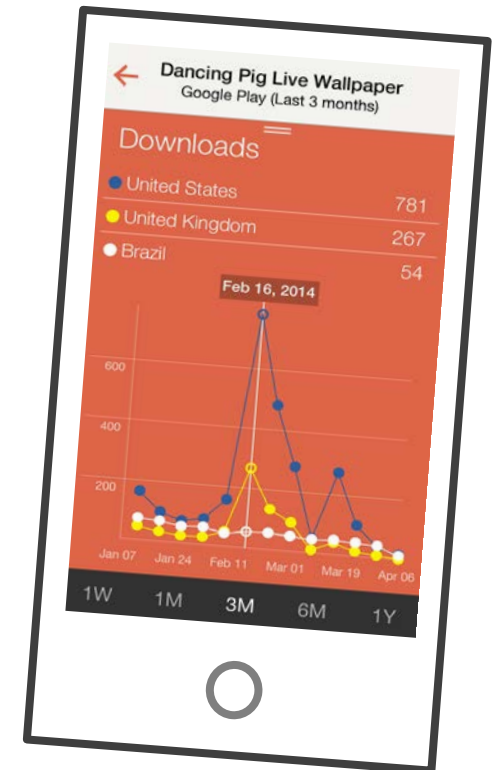 Dancing Pig Live Wallpaper
Google Play (Last 3 months)
Downloads
United States 781
United Kingdom 267
Brazil 54
Feb 16, 2014
600
400
200
Jan 07 Jan 24 Feb 11 Mar 01 Mar 19 Apr 06
1W 1M 3M 6M 1Y